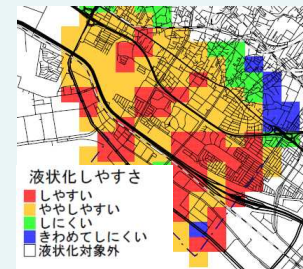 液状化しやすさ
しやすい
ややしやすい
しにくい
きわめてしにくい
液状化対象外